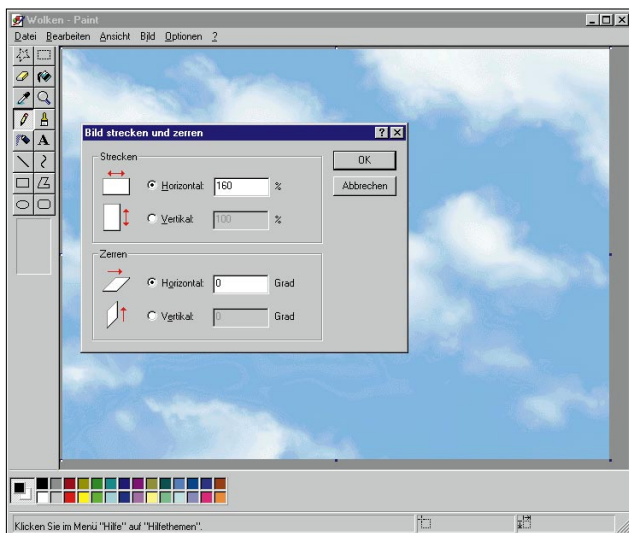 Wolken - Paint
Datei Bearbeiten Ansicht Bild Optionen ?
A
Bild strecken und zerren
Strecken
Horizontal: 160 %
Vertikal: 100 %
Zerren
Horizontal: 0 Grad
Vertikal: 0 Grad
OK
Abbrechen
Klicken Sie im Menü "Hilfe" auf "Hilfethemen".